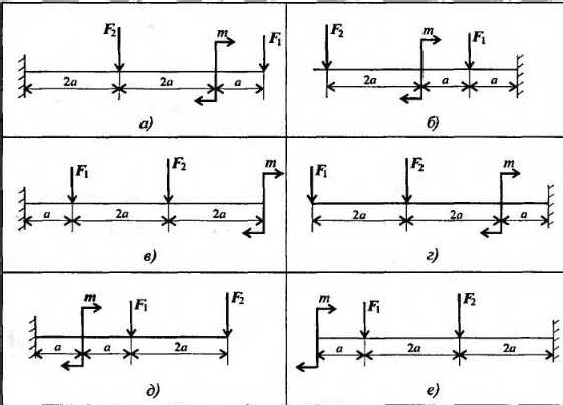 F₂ m F₁
2a 2a a
а)
F₂ m F₁
2a a a
б)
F₁ F₂ m
a 2a 2a
в)
F₁ F₂ m
2a 2a a
г)
m F₁ F₂
a a 2a
д)
m F₁ F₂
a 2a 2a
е)